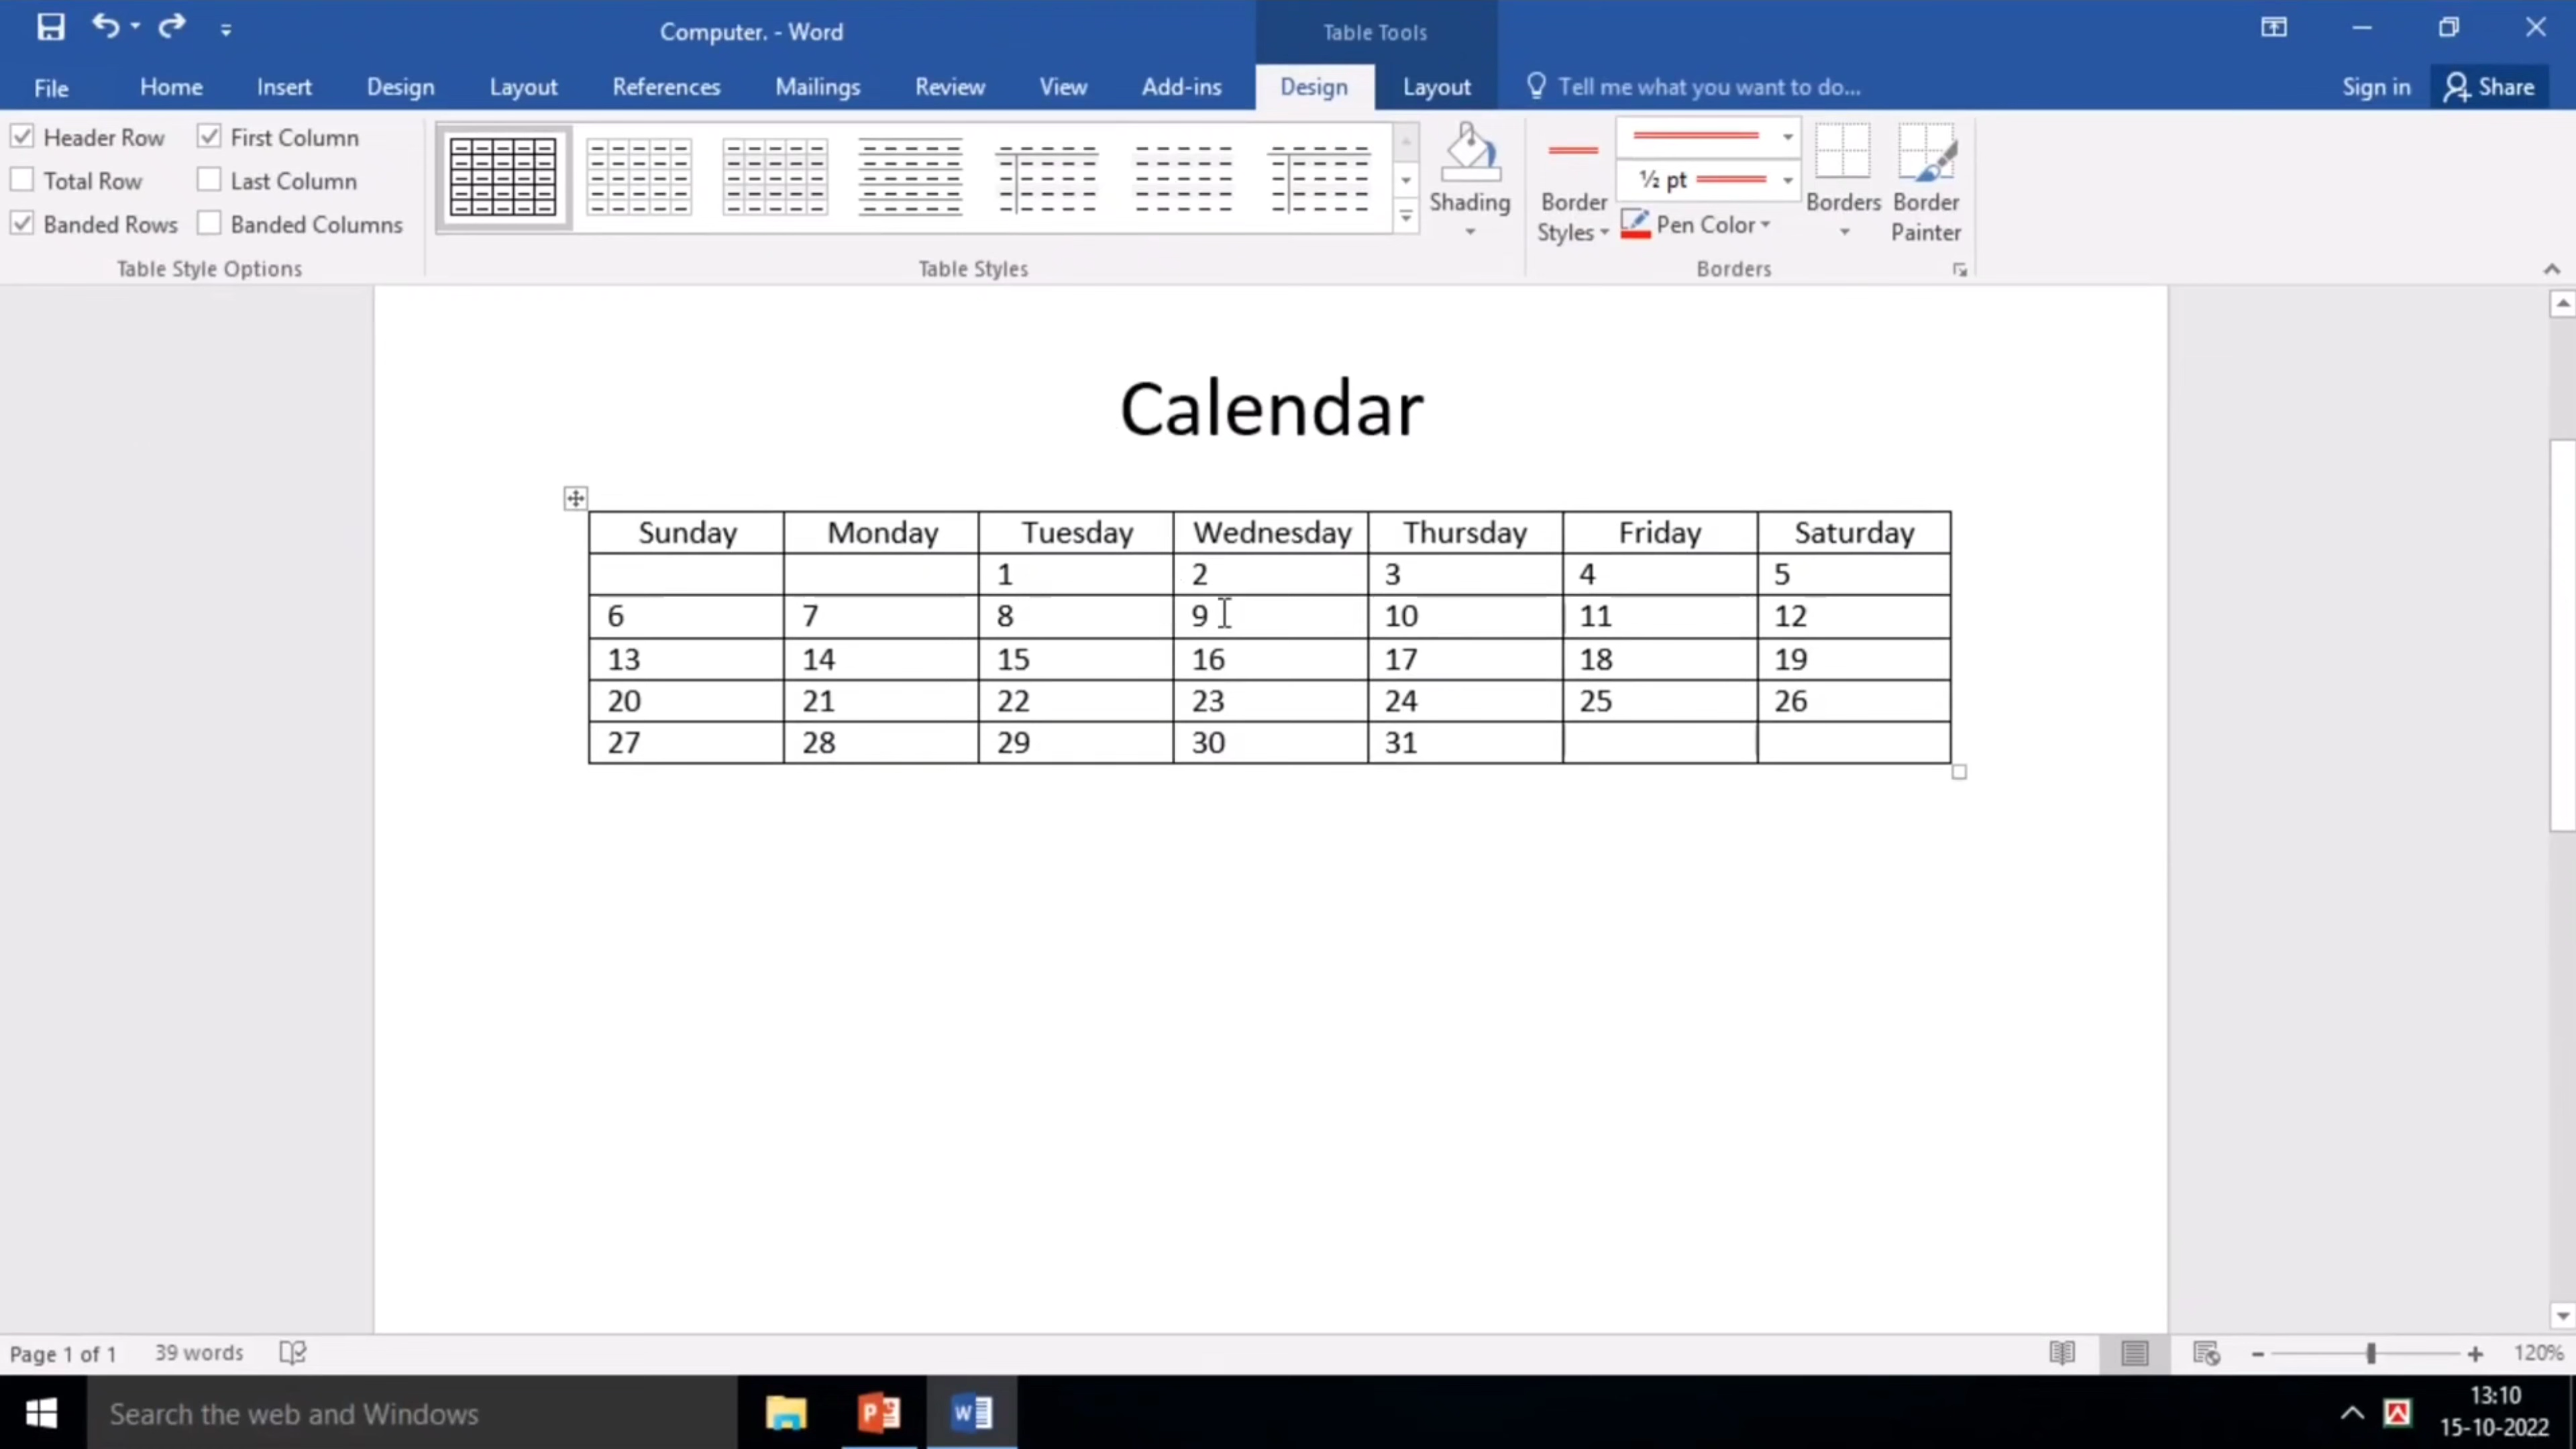 Computer. - Word
Table Tools
File Home Insert Design Layout References Mailings Review View Add-ins Design Layout Tell me what you want to do... Sign in Share
Header Row First Column
Total Row Last Column
Banded Rows Banded Columns
Table Style Options
Table Styles
Shading
Border Styles
½ pt
Pen Color
Borders
Border Painter
Borders
Calendar
Sunday Monday Tuesday Wednesday Thursday Friday Saturday
1 2 3 4 5
6 7 8 9 10 11 12
13 14 15 16 17 18 19
20 21 22 23 24 25 26
27 28 29 30 31
Page 1 of 1 39 words 120%
Search the web and Windows
P
W
13:10
15-10-2022